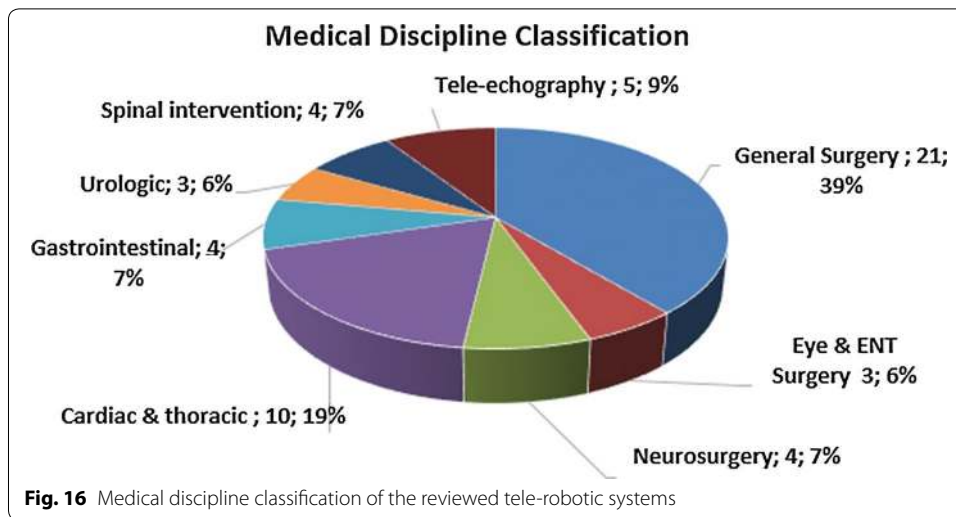 Medical Discipline Classification
Tele-echography ; 5; 9%
Spinal intervention; 4; 7%
General Surgery ; 21;
39%
Urologic; 3; 6%
Gastrointestinal; 4;
7%
Eye & ENT
Surgery 3; 6%
Cardiac & thoracic ; 10; 19%
Neurosurgery; 4; 7%
Fig. 16 Medical discipline classification of the reviewed tele-robotic systems